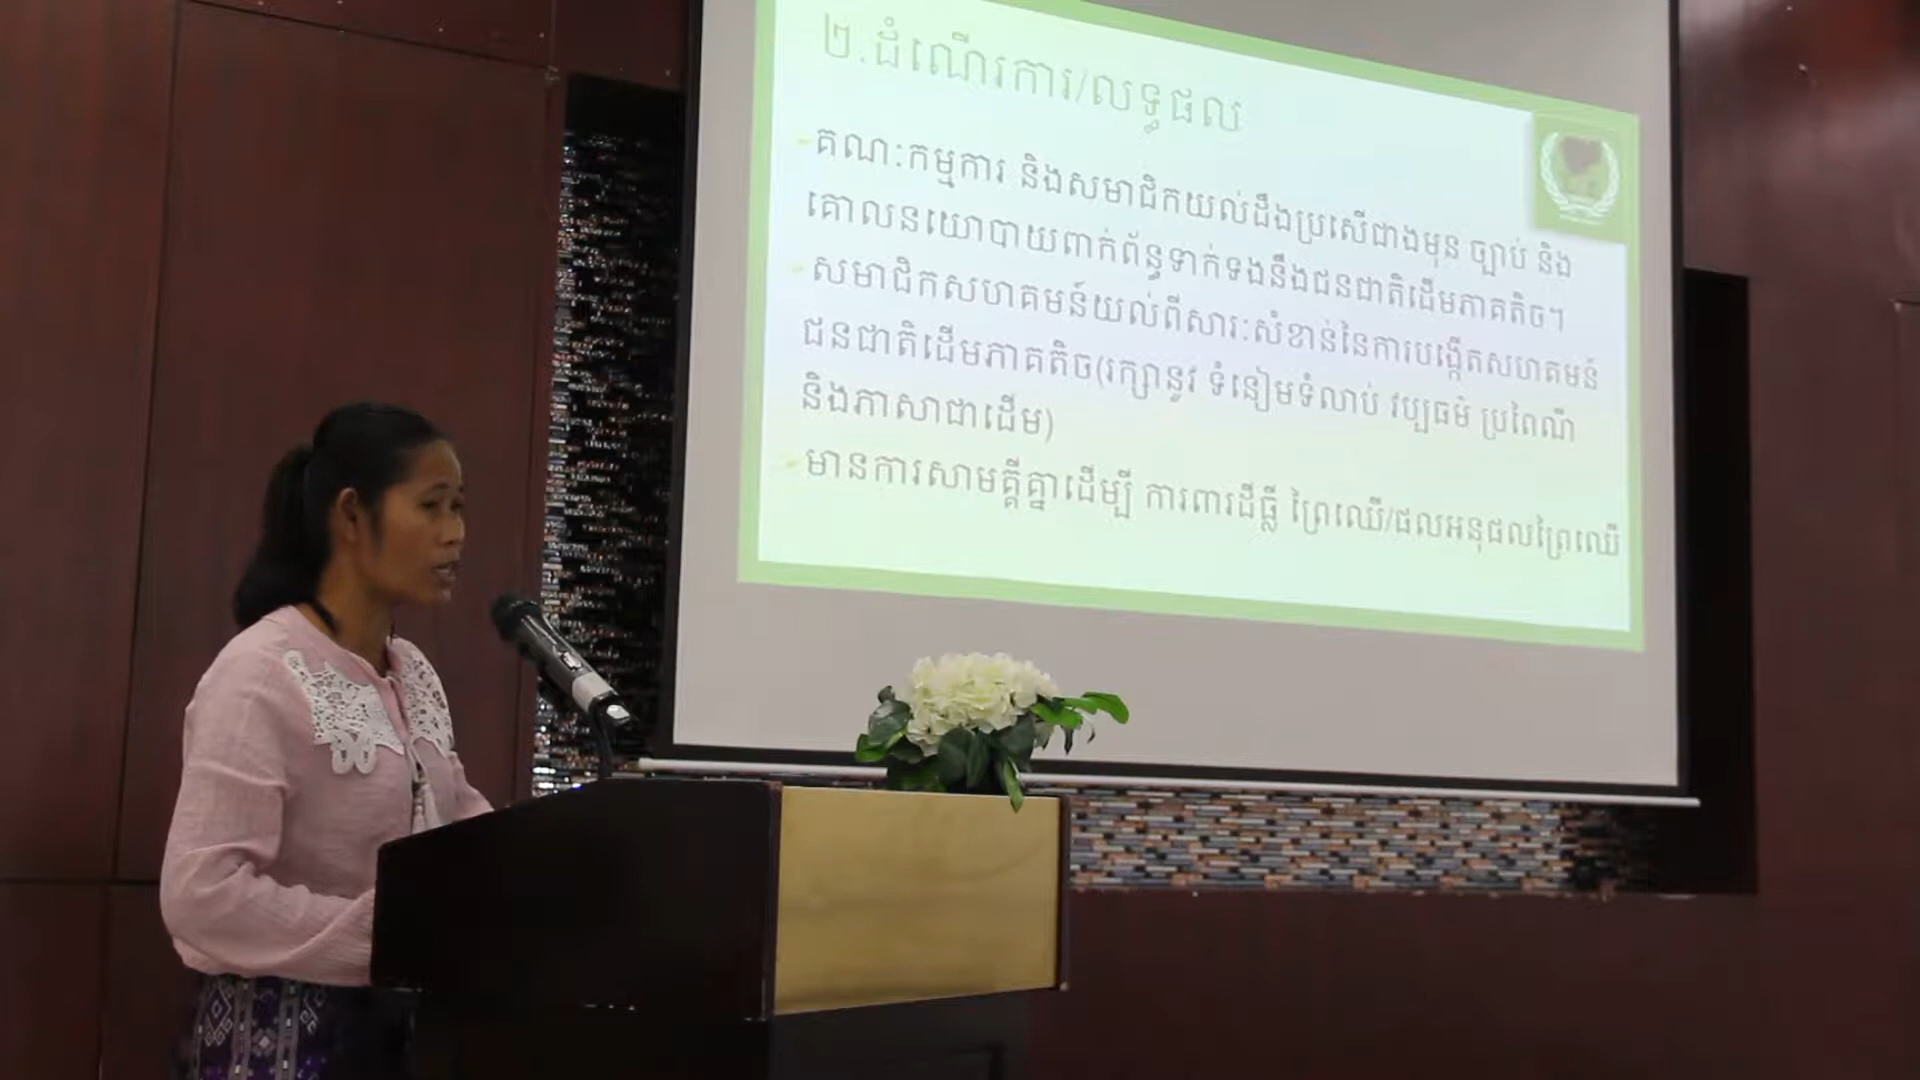 ២.ដំណើរការ/លទ្ធផល
-គណៈកម្មការ និងសមាជិកយល់ដឹងប្រសើជាងមុន ច្បាប់ និង
គោលនយោបាយពាក់ព័ន្ធទាក់ទងនឹងជនជាតិដើមភាគតិច។
-សមាជិកសហគមន៍យល់ពីសារៈសំខាន់នៃការបង្កើតសហគមន៍
ជនជាតិដើមភាគតិច(រក្សានូវ ទំនៀមទំលាប់ វប្បធម៌ ប្រពៃណី
និងភាសាជាដើម)
-មានការសាមគ្គីគ្នាដើម្បី ការពារដីធ្លី ព្រៃឈើ/ផលអនុផលព្រៃឈើ